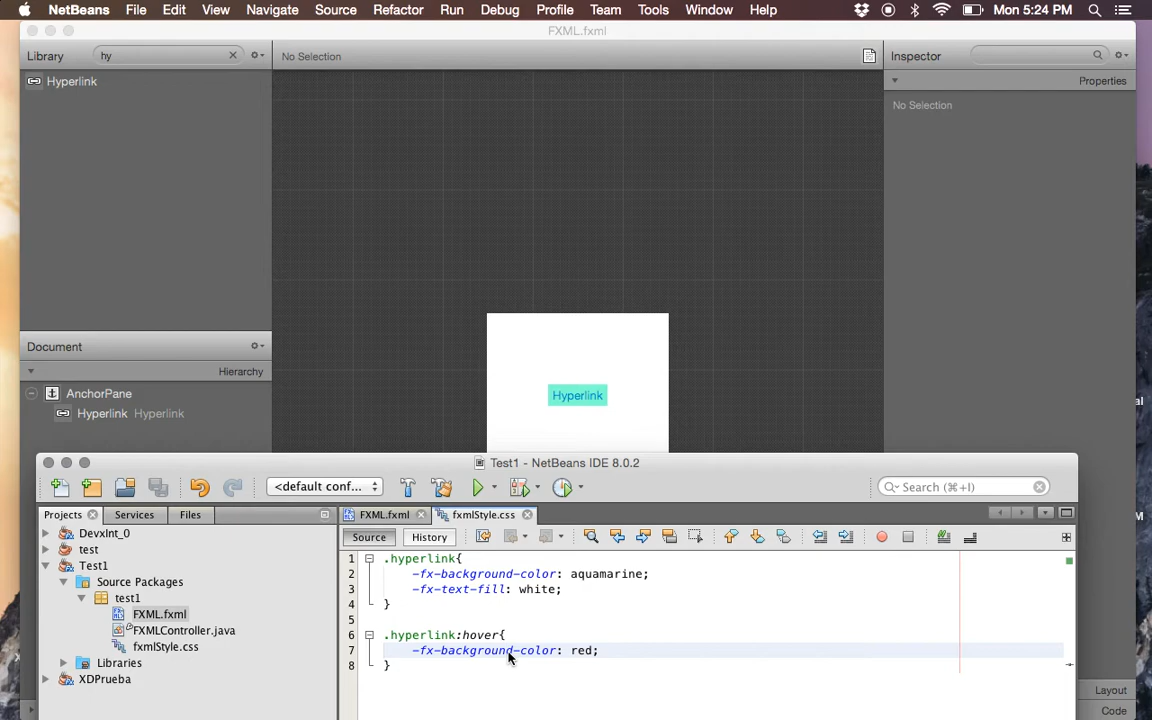 NetBeans File Edit View Navigate Source Refactor Run Debug Profile Team Tools Window Help Mon 5:24 PM
FXML.fxml
Library hy No Selection Inspector
Hyperlink
Properties
No Selection
Document
Hierarchy
AnchorPane
Hyperlink Hyperlink
Hyperlink
al
M
Layout
Code
Test1 - NetBeans IDE 8.0.2
<default conf... Search (⌘+I)
Projects Services Files FXML.fxml fxmlStyle.css
Source History
DevxInt_0
test
Test1
Source Packages
test1
FXML.fxml
FXMLController.java
fxmlStyle.css
Libraries
XDPrueba
1 .hyperlink{
2 -fx-background-color: aquamarine;
3 -fx-text-fill: white;
4 }
5
6 .hyperlink:hover{
7 -fx-background-color: red;
8 }